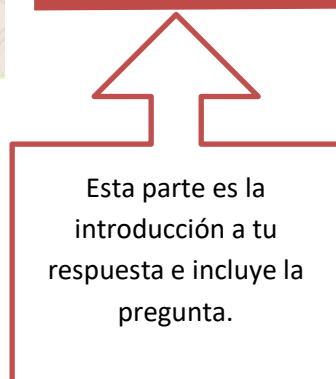 Esta parte es la
introducción a tu
respuesta e incluye la
pregunta.